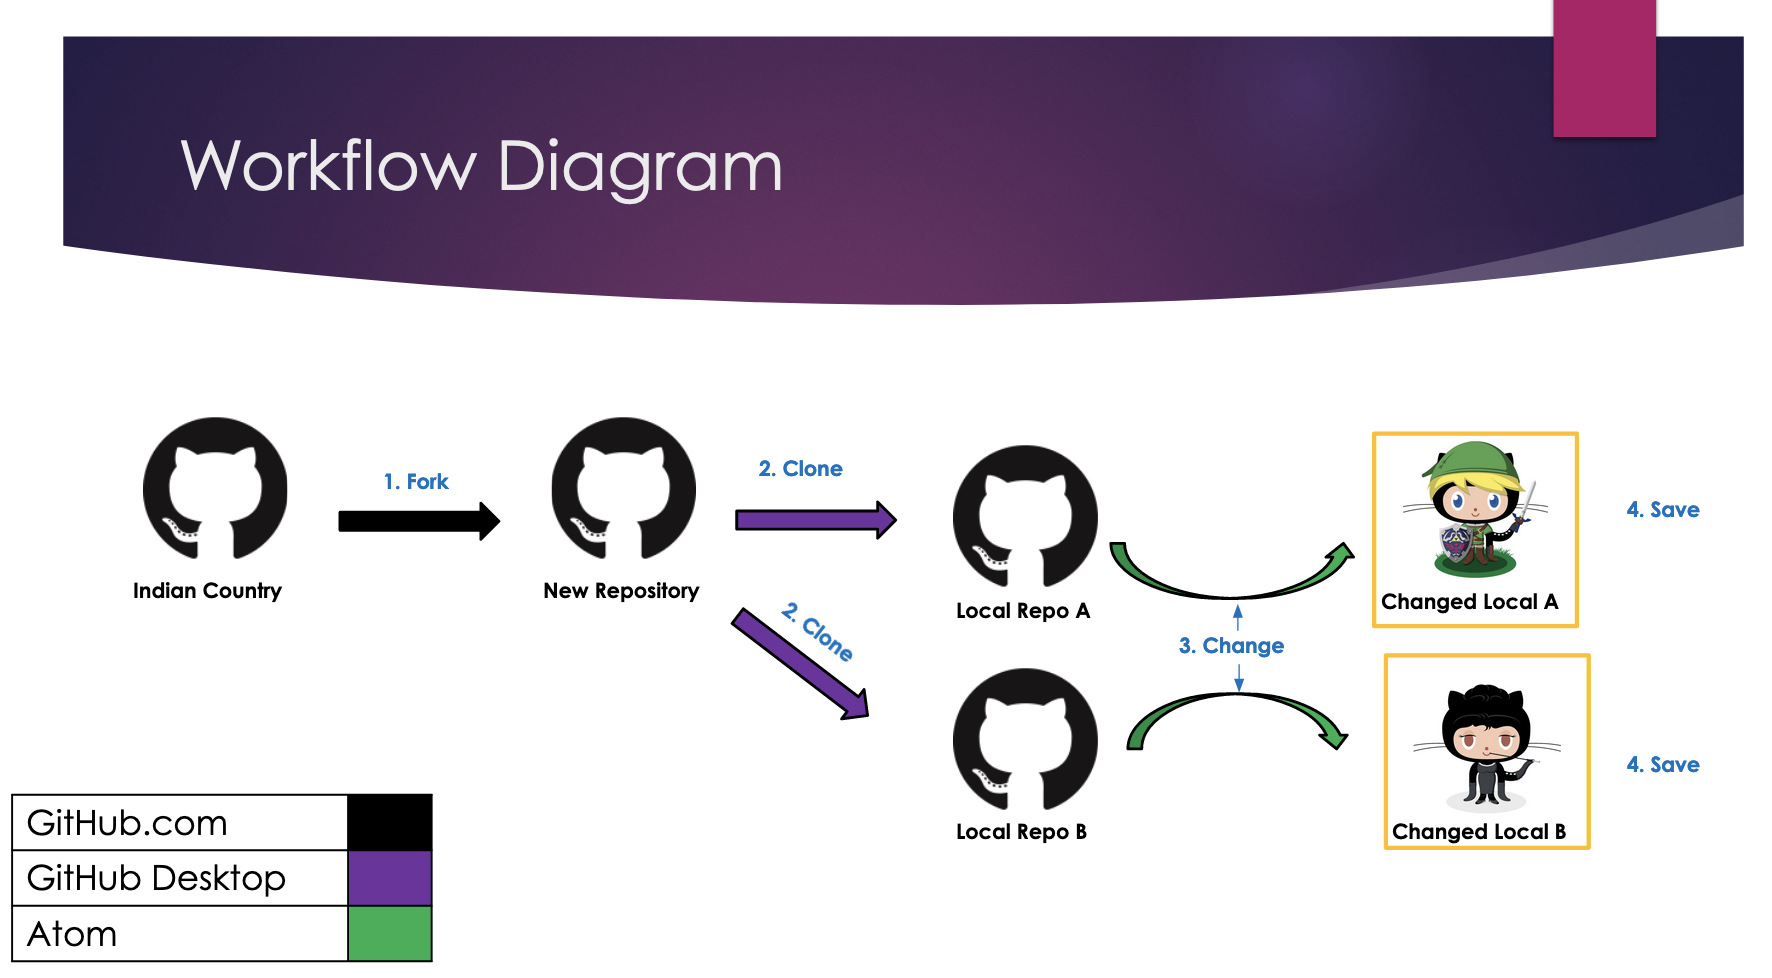 Workflow Diagram
1. Fork
2. Clone
Indian Country
New Repository
2. Clone
Local Repo A
3. Change
Changed Local A
4. Save
Local Repo B
Changed Local B
4. Save
GitHub.com
GitHub Desktop
Atom